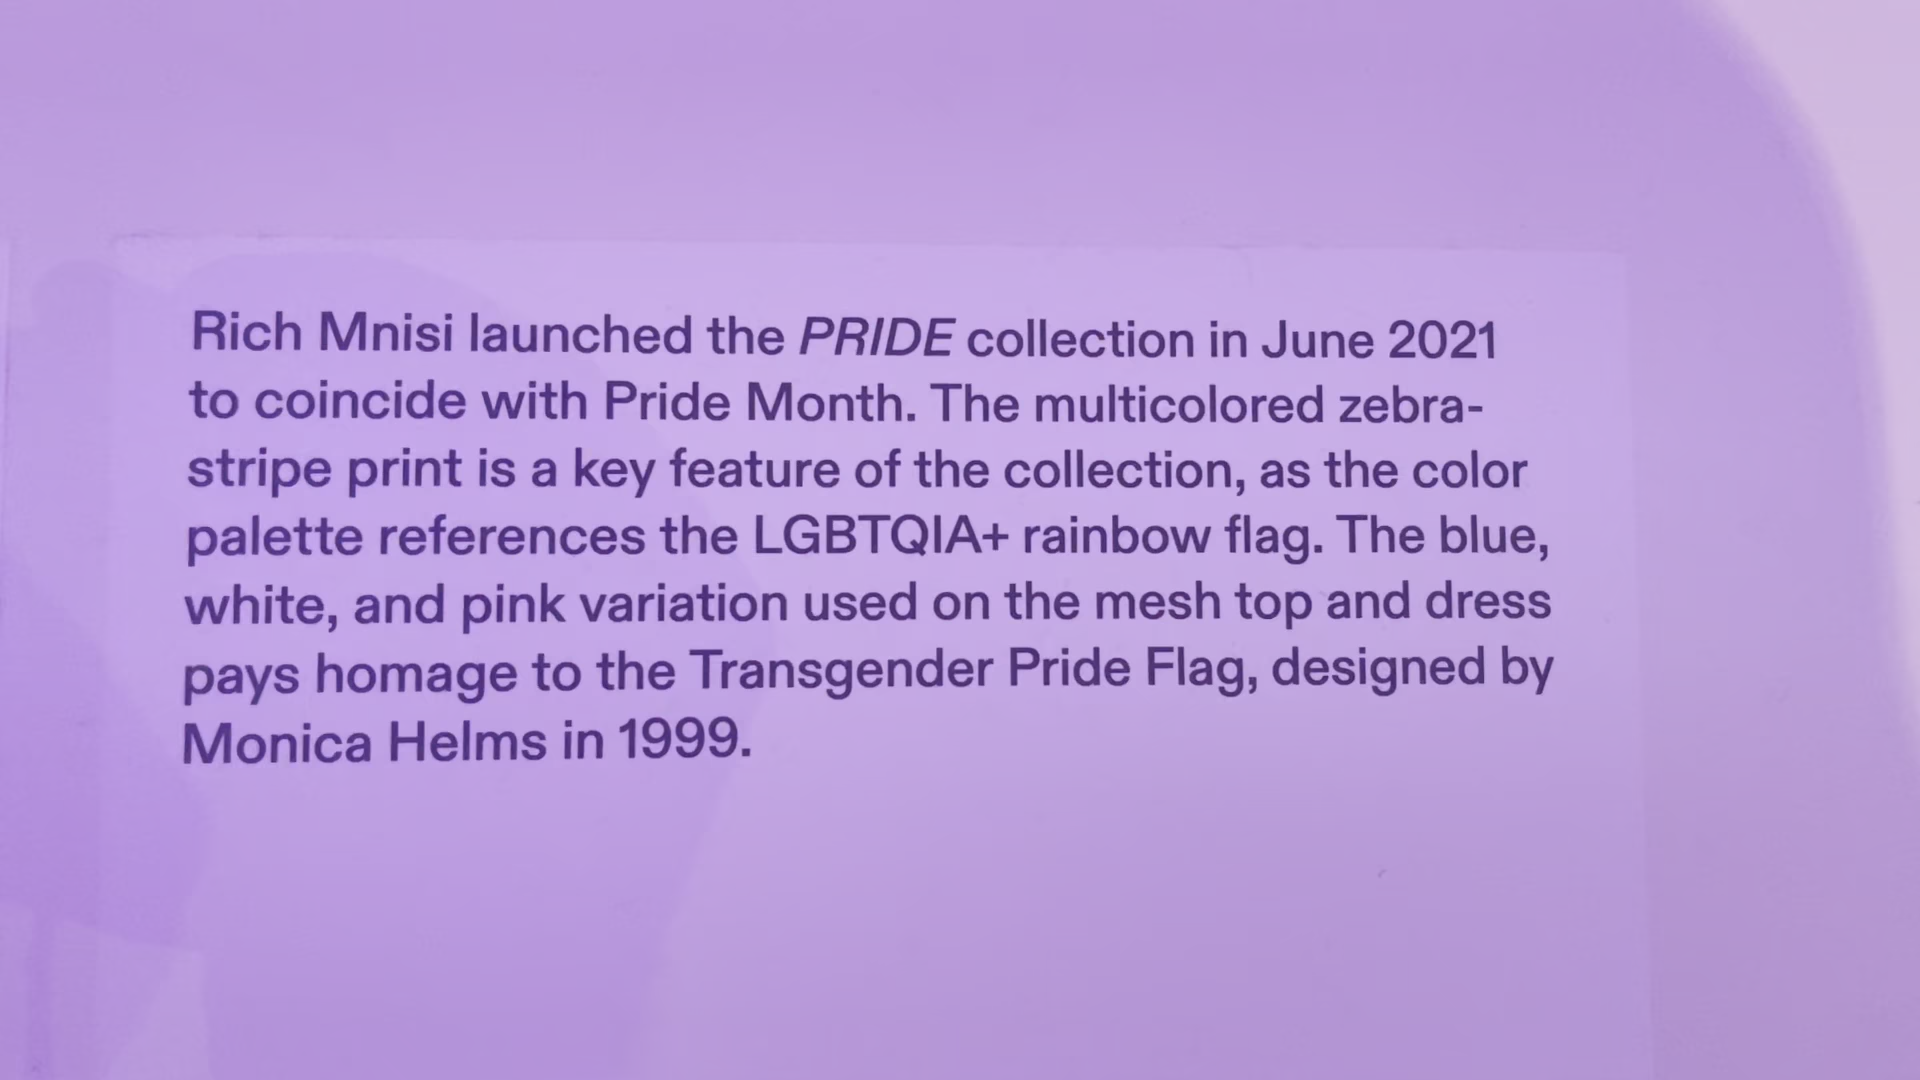 Rich Mnisi launched the PRIDE collection in June 2021
to coincide with Pride Month. The multicolored zebra-
stripe print is a key feature of the collection, as the color
palette references the LGBTQIA+ rainbow flag. The blue,
white, and pink variation used on the mesh top and dress
pays homage to the Transgender Pride Flag, designed by
Monica Helms in 1999.